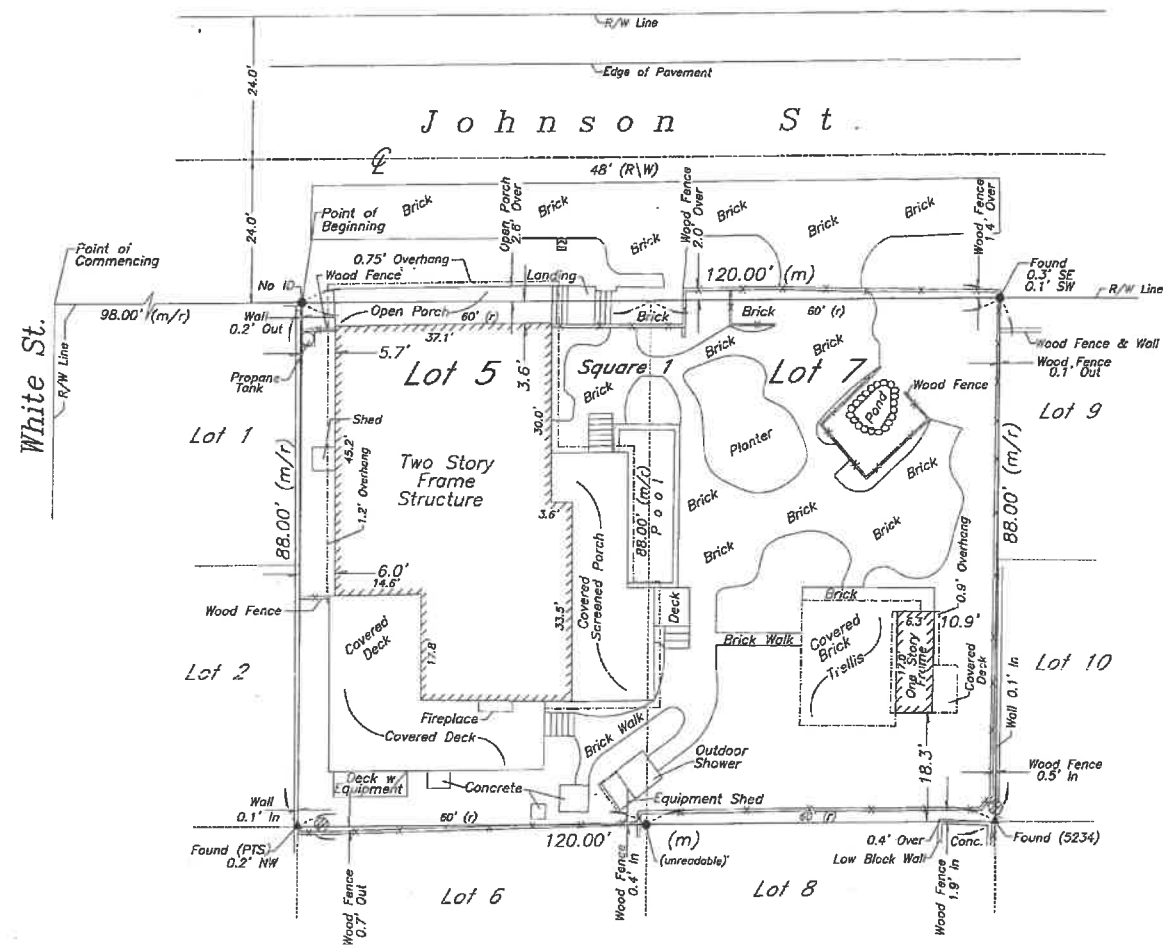 R/W Line
Edge of Pavement
24.0'
Johnson St.
℄
48' (R\W)
24.0'
Point of
Commencing
Point of
Beginning
Brick
Brick
Open Porch
2.8' Over
Brick
Wood Fence
2.0' Over
Brick
Brick
Wood Fence
1.4' Over
0.75' Overhang
Wood Fence
Landing
120.00' (m)
Found
0.3' SE
0.1' SW
R/W Line
No ID
98.00' (m/r)
Wall
0.2' Out
Open Porch
60' (r)
Brick
60' (r)
White St.
R/W Line
37.1'
5.7'
Lot 5
3.6'
Square 1
Brick
Brick
Lot 7
Brick
Wood Fence & Wall
Wood Fence
0.1' Out
Propane
Tank
Wood Fence
Pond
Lot 1
Lot 9
Shed
30.0'
Planter
45.2'
1.2' Overhang
Two Story
Frame
Structure
88.00' (m/r)
Pool
Brick
88.00' (m/r)
Brick
Brick
Brick
88.00' (m/r)
3.6'
6.0'
14.6'
Covered
Screened Porch
Wood Fence
Deck
Brick
0.9' Overhang
6.3'
10.9'
Covered
Deck
33.5'
17.8'
Brick Walk
Covered
Brick
Trellis
17.0'
One Story
Frame
Covered
Deck
Lot 2
Lot 10
Wall 0.1' In
Fireplace
Covered Deck
Brick Walk
18.3'
Outdoor
Shower
Wood Fence
0.5' In
Deck w
Equipment
Concrete
Equipment Shed
Wall
0.1' In
60' (r)
120.00' (m)
60' (r)
Found (PTS)
0.2' NW
(unreadable)
0.4' Over
Low Block Wall
Conc.
Found (5234)
Wood Fence
0.7' Out
Lot 6
Wood Fence
0.4' In
Lot 8
Wood Fence
1.9' In